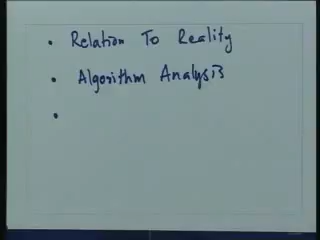 • Relation To Reality
• Algorithm Analysis
•